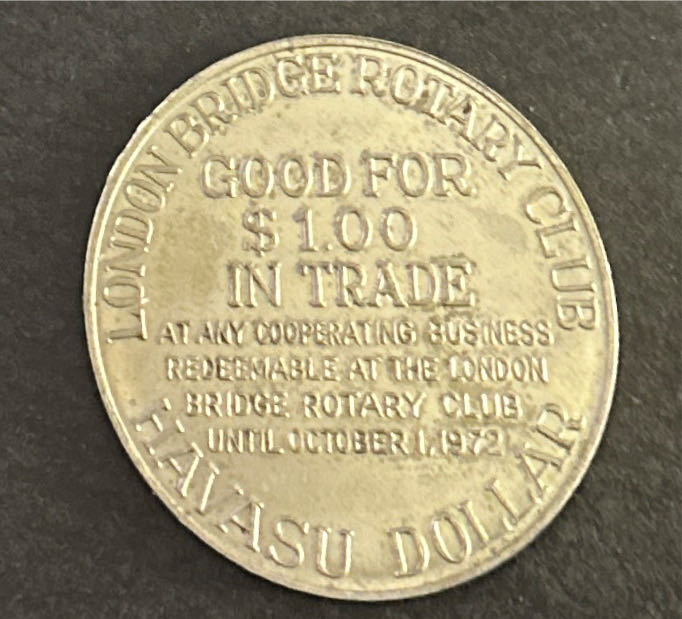 LONDON BRIDGE ROTARY CLUB
GOOD FOR
$1.00
IN TRADE
AT ANY COOPERATING BUSINESS
REDEEMABLE AT THE LONDON
BRIDGE ROTARY CLUB
UNTIL OCTOBER 1, 1972
HAVASU DOLLAR